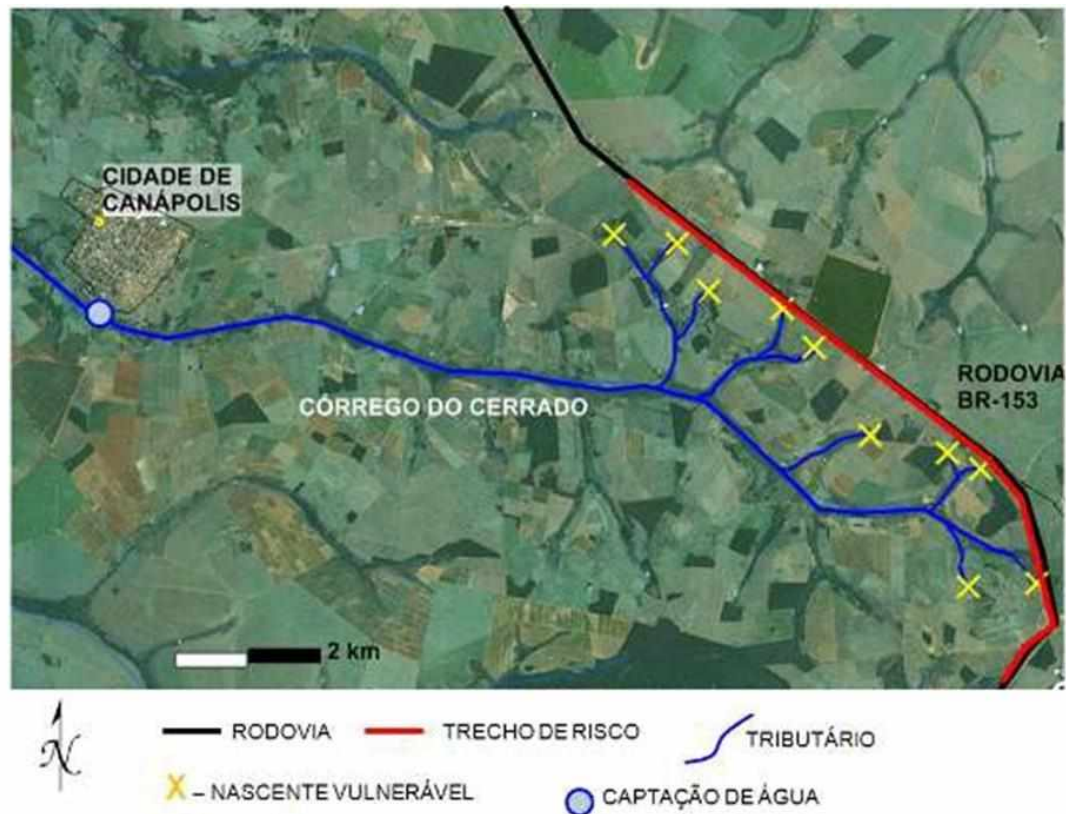 CIDADE DE
CANÁPOLIS
RODOVIA
BR-153
CÓRREGO DO CERRADO
2 km
N
RODOVIA
TRECHO DE RISCO
TRIBUTÁRIO
X – NASCENTE VULNERÁVEL
CAPTAÇÃO DE ÁGUA